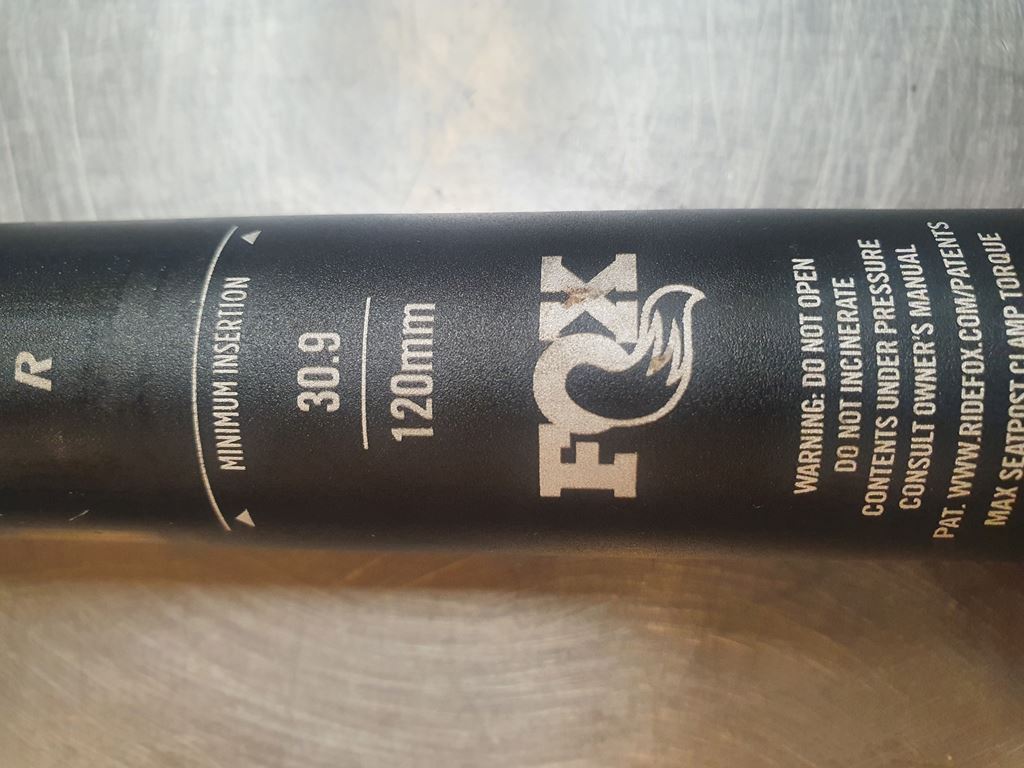 R
MINIMUM INSERTION
30.9
120mm
FOX
WARNING: DO NOT OPEN
DO NOT INCINERATE
CONTENTS UNDER PRESSURE
CONSULT OWNER'S MANUAL
PAT. WWW.RIDEFOX.COM/PATENTS
MAX SEATPOST CLAMP TORQUE